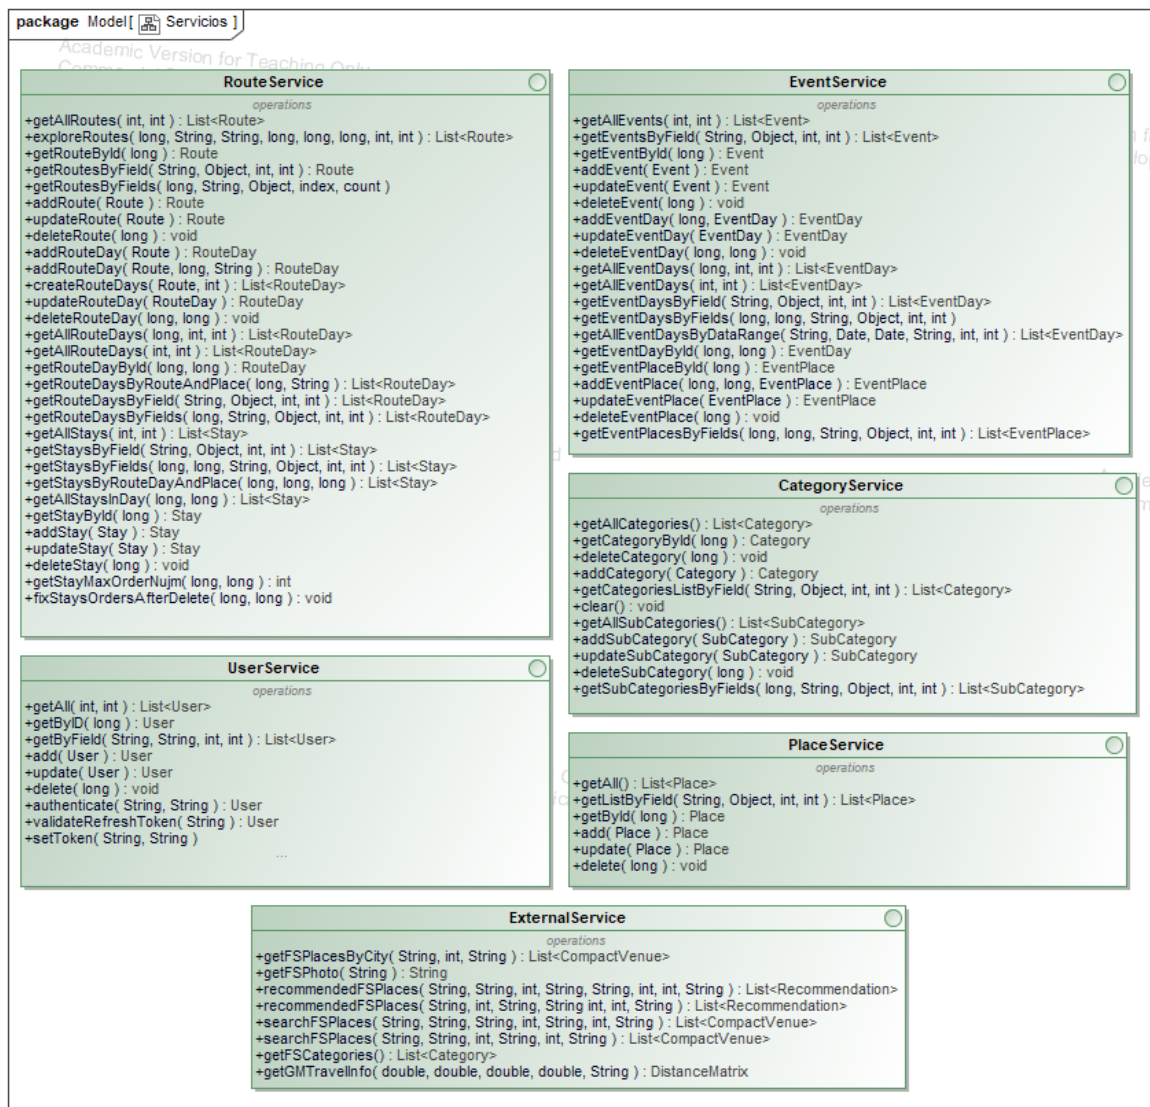 package Model[ Servicios ]
Academic Version for Teaching Only
RouteService
operations
+getAllRoutes( int, int ) : List<Route>
+exploreRoutes( long, String, String, long, long, long, int, int ) : List<Route>
+getRouteById( long ) : Route
+getRoutesByField( String, Object, int, int ) : Route
+getRoutesByFields( long, String, Object, index, count )
+addRoute( Route ) : Route
+updateRoute( Route ) : Route
+deleteRoute( long ) : void
+addRouteDay( Route ) : RouteDay
+addRouteDay( Route, long, String ) : RouteDay
+createRouteDays( Route, int ) : List<RouteDay>
+updateRouteDay( RouteDay ) : RouteDay
+deleteRouteDay( long, long ) : void
+getAllRouteDays( long, int, int ) : List<RouteDay>
+getAllRouteDays( int, int ) : List<RouteDay>
+getRouteDayById( long, long ) : RouteDay
+getRouteDaysByRouteAndPlace( long, String ) : List<RouteDay>
+getRouteDaysByField( String, Object, int, int ) : List<RouteDay>
+getRouteDaysByFields( long, String, Object, int, int ) : List<RouteDay>
+getAllStays( int, int ) : List<Stay>
+getStaysByField( String, Object, int, int ) : List<Stay>
+getStaysByFields( long, long, String, Object, int, int ) : List<Stay>
+getStaysByRouteDayAndPlace( long, long, long ) : List<Stay>
+getAllStaysInDay( long, long ) : List<Stay>
+getStayById( long ) : Stay
+addStay( Stay ) : Stay
+updateStay( Stay ) : Stay
+deleteStay( long ) : void
+getStayMaxOrderNujm( long, long ) : int
+fixStaysOrdersAfterDelete( long, long ) : void
EventService
operations
+getAllEvents( int, int ) : List<Event>
+getEventsByField( String, Object, int, int ) : List<Event>
+getEventById( long ) : Event
+addEvent( Event ) : Event
+updateEvent( Event ) : Event
+deleteEvent( long ) : void
+addEventDay( long, EventDay ) : EventDay
+updateEventDay( EventDay ) : EventDay
+deleteEventDay( long, long ) : void
+getAllEventDays( long, int, int ) : List<EventDay>
+getAllEventDays( int, int ) : List<EventDay>
+getEventDaysByField( String, Object, int, int ) : List<EventDay>
+getEventDaysByFields( long, long, String, Object, int, int )
+getAllEventDaysByDataRange( String, Date, Date, String, int, int ) : List<EventDay>
+getEventDayById( long, long ) : EventDay
+getEventPlaceById( long ) : EventPlace
+addEventPlace( long, long, EventPlace ) : EventPlace
+updateEventPlace( EventPlace ) : EventPlace
+deleteEventPlace( long ) : void
+getEventPlacesByFields( long, long, String, Object, int, int ) : List<EventPlace>
CategoryService
operations
+getAllCategories() : List<Category>
+getCategoryById( long ) : Category
+deleteCategory( long ) : void
+addCategory( Category ) : Category
+getCategoriesListByField( String, Object, int, int ) : List<Category>
+clear() : void
+getAllSubCategories() : List<SubCategory>
+addSubCategory( SubCategory ) : SubCategory
+updateSubCategory( SubCategory ) : SubCategory
+deleteSubCategory( long ) : void
+getSubCategoriesByFields( long, String, Object, int, int ) : List<SubCategory>
UserService
operations
+getAll( int, int ) : List<User>
+getByID( long ) : User
+getByField( String, String, int, int ) : List<User>
+add( User ) : User
+update( User ) : User
+delete( long ) : void
+authenticate( String, String ) : User
+validateRefreshToken( String ) : User
+setToken( String, String )
...
PlaceService
operations
+getAll() : List<Place>
+getListByField( String, Object, int, int ) : List<Place>
+getById( long ) : Place
+add( Place ) : Place
+update( Place ) : Place
+delete( long ) : void
ExternalService
operations
+getFSPlacesByCity( String, int, String ) : List<CompactVenue>
+getFSPhoto( String ) : String
+recommendedFSPlaces( String, String, int, String, String, int, int, String ) : List<Recommendation>
+recommendedFSPlaces( String, int, String, String int, int, String ) : List<Recommendation>
+searchFSPlaces( String, String, String, int, String, int, String ) : List<CompactVenue>
+searchFSPlaces( String, String, int, String, int, String ) : List<CompactVenue>
+getFSCategories() : List<Category>
+getGMTravelInfo( double, double, double, double, String ) : DistanceMatrix